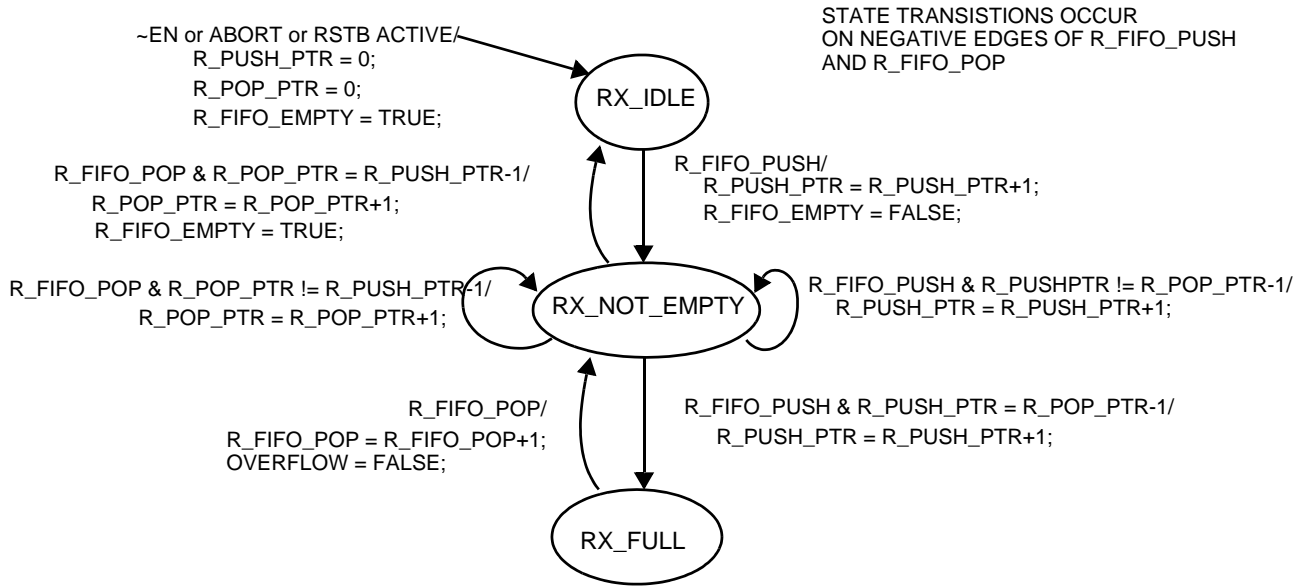 ~EN or ABORT or RSTB ACTIVE/
R_PUSH_PTR = 0;
R_POP_PTR = 0;
R_FIFO_EMPTY = TRUE;
STATE TRANSISTIONS OCCUR
ON NEGATIVE EDGES OF R_FIFO_PUSH
AND R_FIFO_POP
RX_IDLE
R_FIFO_POP & R_POP_PTR = R_PUSH_PTR-1/
R_POP_PTR = R_POP_PTR+1;
R_FIFO_EMPTY = TRUE;
R_FIFO_PUSH/
R_PUSH_PTR = R_PUSH_PTR+1;
R_FIFO_EMPTY = FALSE;
R_FIFO_POP & R_POP_PTR != R_PUSH_PTR-1/
R_POP_PTR = R_POP_PTR+1;
RX_NOT_EMPTY
R_FIFO_PUSH & R_PUSHPTR != R_POP_PTR-1/
R_PUSH_PTR = R_PUSH_PTR+1;
R_FIFO_POP/
R_FIFO_POP = R_FIFO_POP+1;
OVERFLOW = FALSE;
R_FIFO_PUSH & R_PUSH_PTR = R_POP_PTR-1/
R_PUSH_PTR = R_PUSH_PTR+1;
RX_FULL